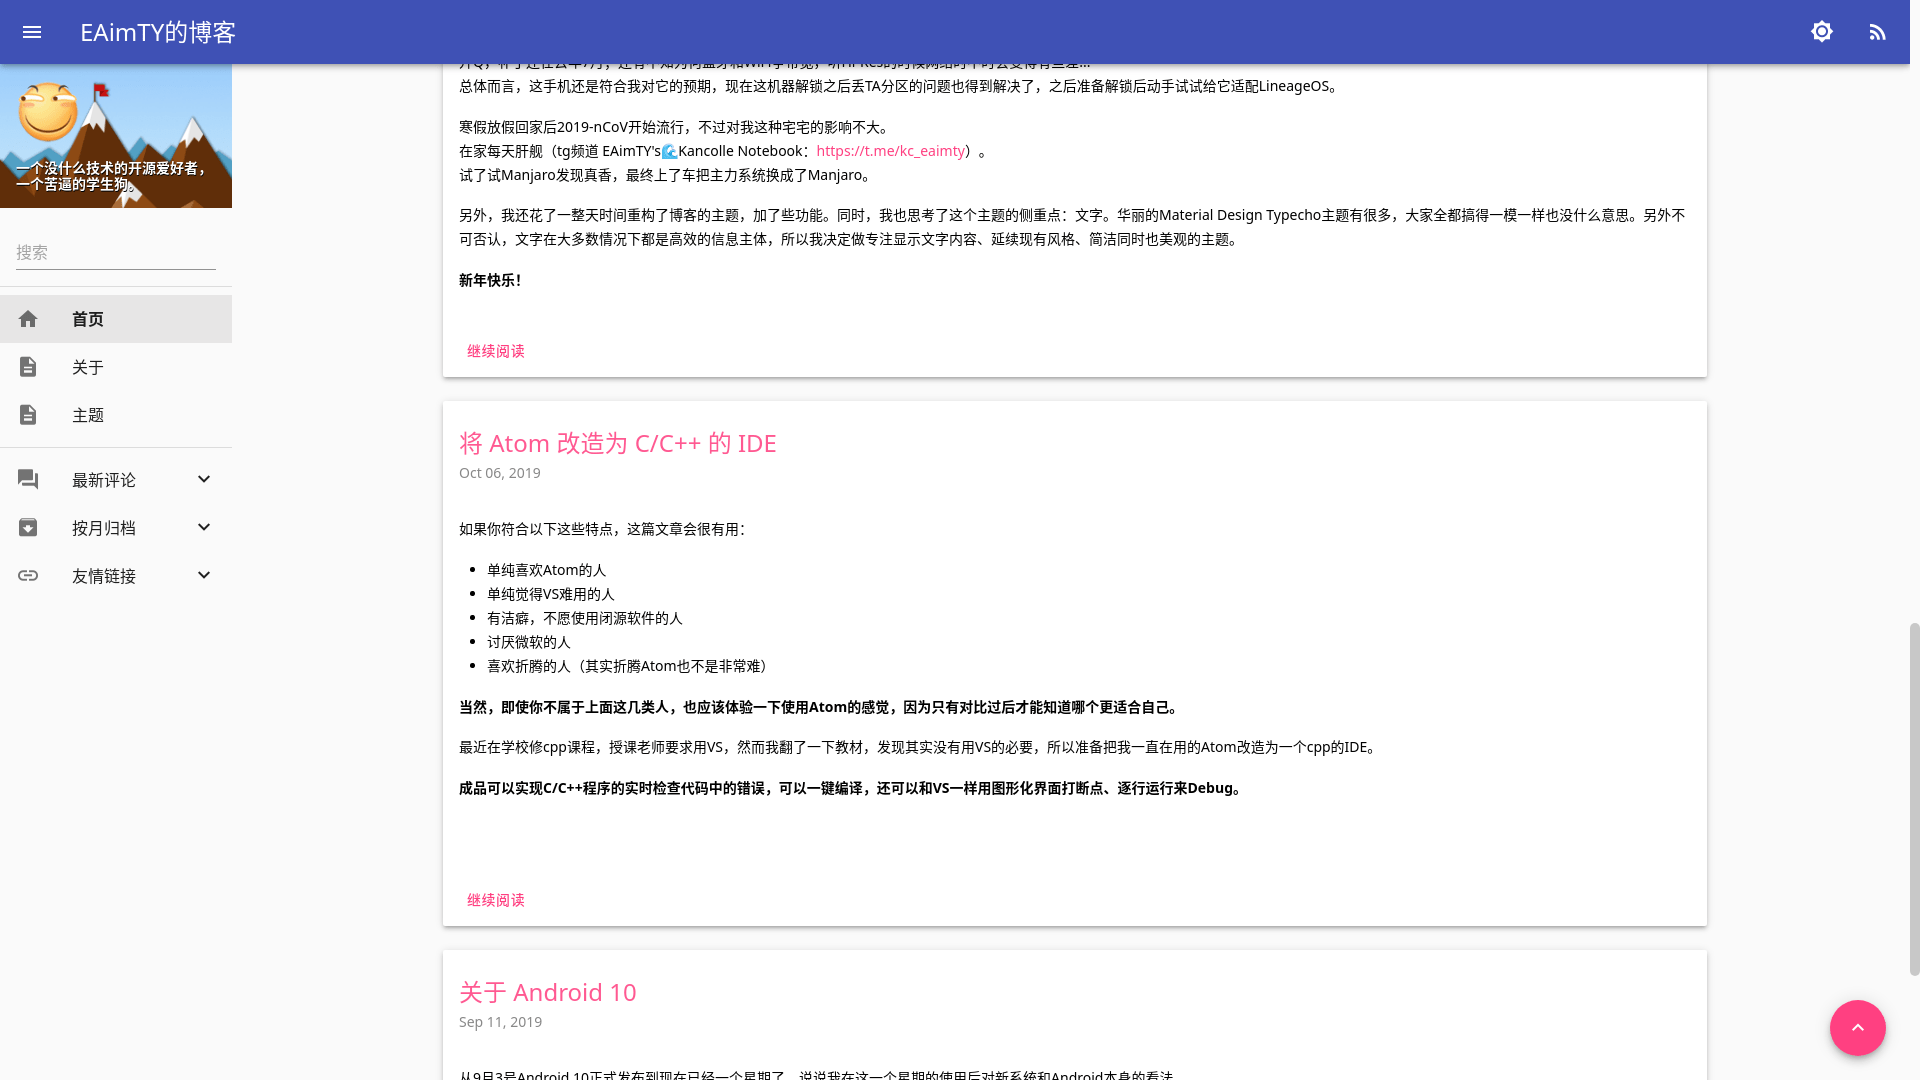 EAimTY的博客
一个没什么技术的开源爱好者，
一个苦逼的学生狗。
搜索
首页
关于
主题
最新评论
按月归档
友情链接
总体而言，这手机还是符合我对它的预期，现在这机器解锁之后丢TA分区的问题也得到解决了，之后准备解锁后动手试试给它适配LineageOS。
寒假放假回家后2019-nCoV开始流行，不过对我这种宅宅的影响不大。
在家每天肝舰（tg频道 EAimTY's🌊Kancolle Notebook：https://t.me/kc_eaimty）。
试了试Manjaro发现真香，最终上了车把主力系统换成了Manjaro。
另外，我还花了一整天时间重构了博客的主题，加了些功能。同时，我也思考了这个主题的侧重点：文字。华丽的Material Design Typecho主题有很多，大家全都搞得一模一样也没什么意思。另外不
可否认，文字在大多数情况下都是高效的信息主体，所以我决定做专注显示文字内容、延续现有风格、简洁同时也美观的主题。
新年快乐！
继续阅读
将 Atom 改造为 C/C++ 的 IDE
Oct 06, 2019
如果你符合以下这些特点，这篇文章会很有用：
单纯喜欢Atom的人
单纯觉得VS难用的人
有洁癖，不愿使用闭源软件的人
讨厌微软的人
喜欢折腾的人（其实折腾Atom也不是非常难）
当然，即使你不属于上面这几类人，也应该体验一下使用Atom的感觉，因为只有对比过后才能知道哪个更适合自己。
最近在学校修cpp课程，授课老师要求用VS，然而我翻了一下教材，发现其实没有用VS的必要，所以准备把我一直在用的Atom改造为一个cpp的IDE。
成品可以实现C/C++程序的实时检查代码中的错误，可以一键编译，还可以和VS一样用图形化界面打断点、逐行运行来Debug。
继续阅读
关于 Android 10
Sep 11, 2019
从9月3号Android 10正式发布到现在已经一个星期了，说说我在这一个星期的使用后对新系统和Android本身的看法